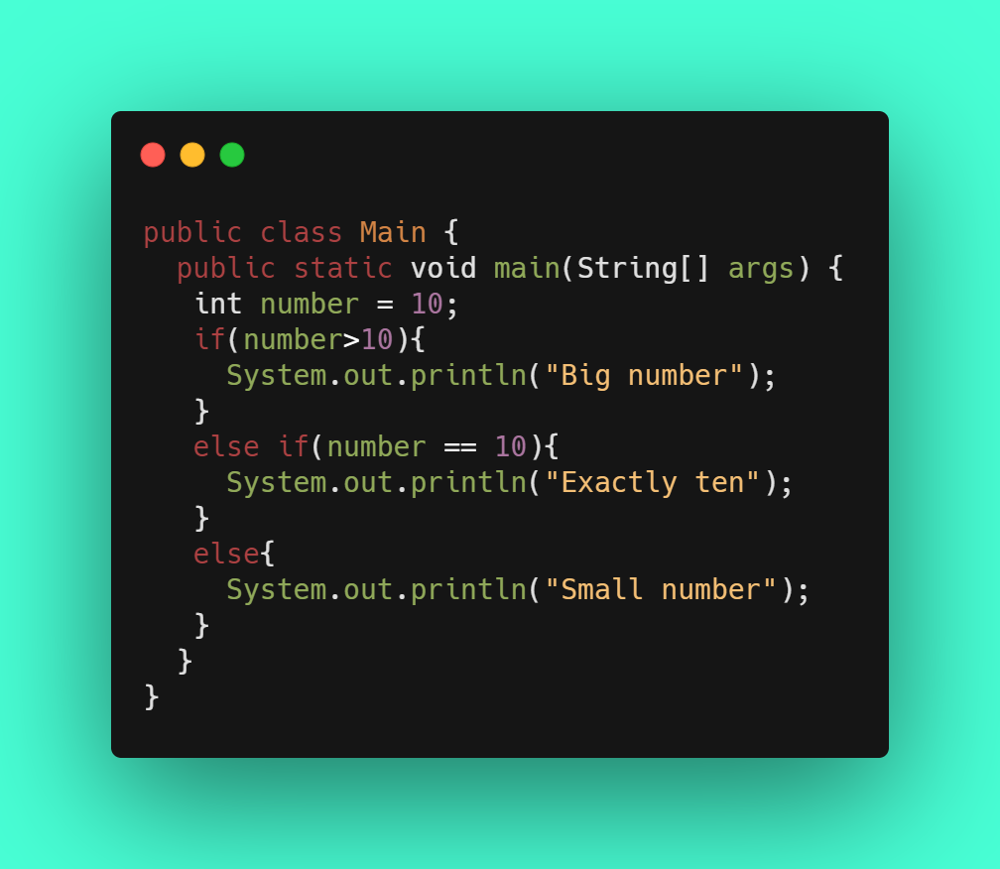 public class Main {
  public static void main(String[] args) {
   int number = 10;
   if(number>10){
     System.out.println("Big number");
   }
   else if(number == 10){
     System.out.println("Exactly ten");
   }
   else{
     System.out.println("Small number");
   }
  }
}